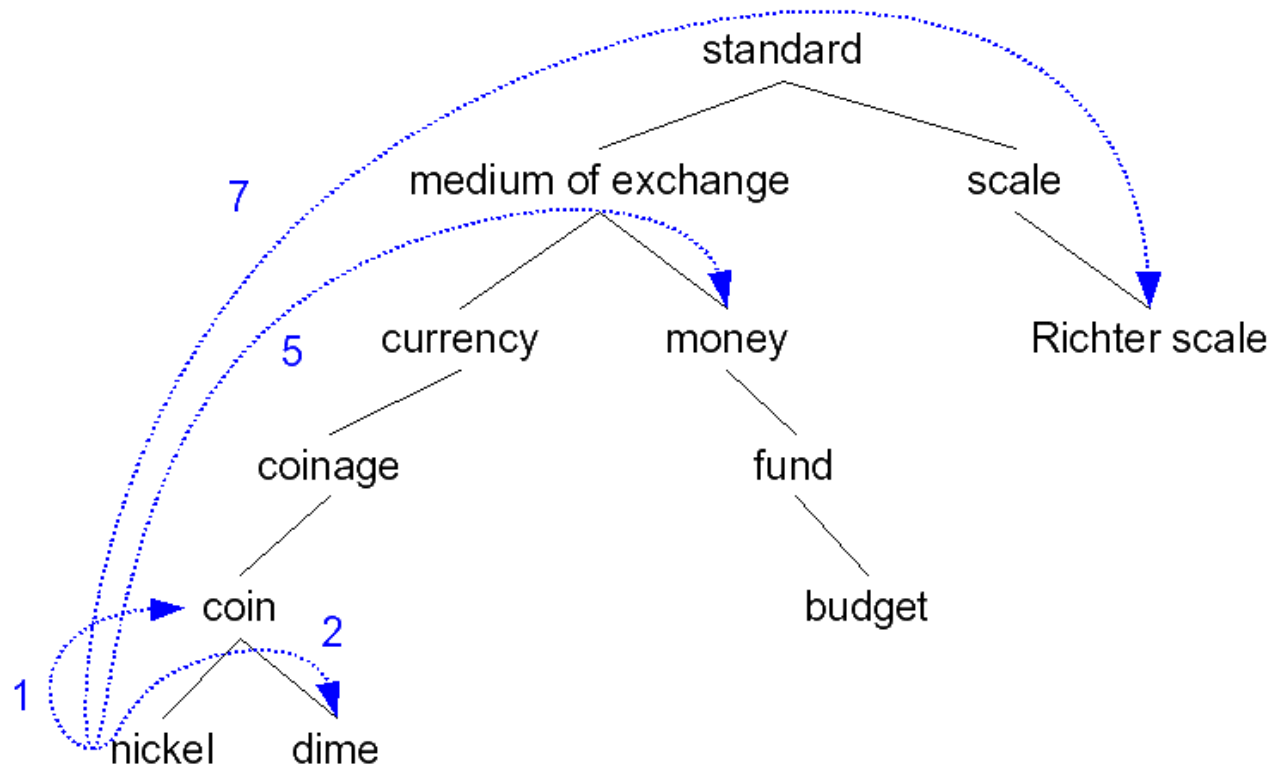 standard
7
medium of exchange
scale
5
currency
money
Richter scale
coinage
fund
coin
2
budget
1
nickel
dime